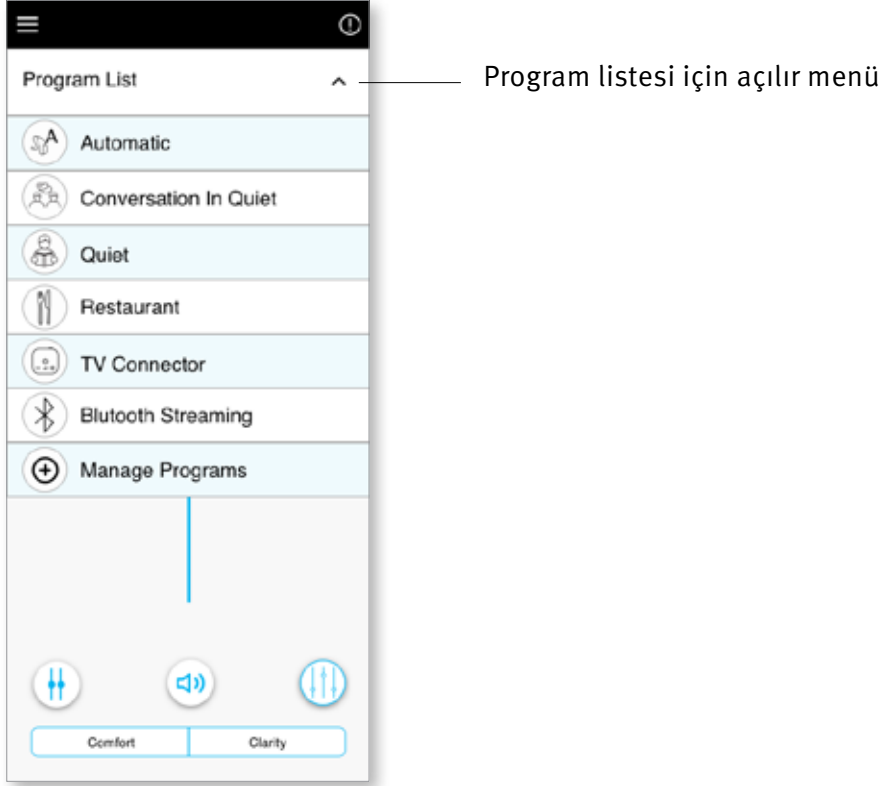 Program List
Program listesi için açılır menü
Automatic
Conversation In Quiet
Quiet
Restaurant
TV Connector
Blutooth Streaming
Manage Programs
Comfort
Clarity